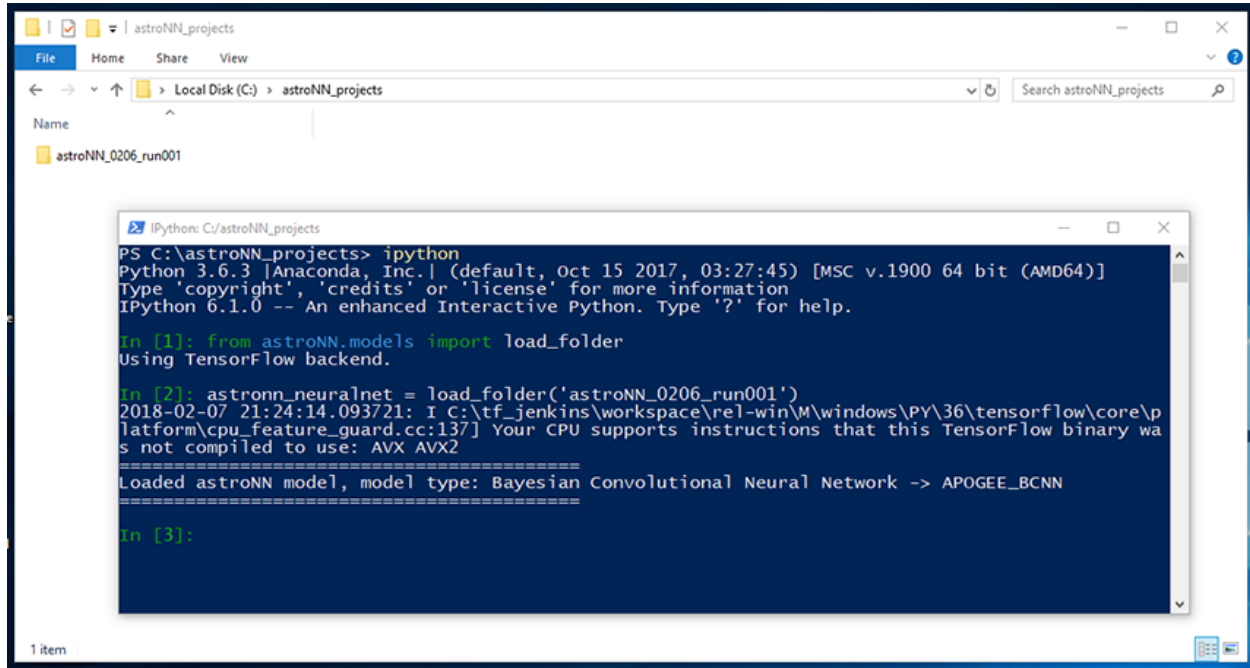 astroNN_projects
File Home Share View
Local Disk (C:) > astroNN_projects
Search astroNN_projects
Name
astroNN_0206_run001
IPython: C:/astroNN_projects
PS C:\astroNN_projects> ipython
Python 3.6.3 |Anaconda, Inc.| (default, Oct 15 2017, 03:27:45) [MSC v.1900 64 bit (AMD64)]
Type 'copyright', 'credits' or 'license' for more information
IPython 6.1.0 -- An enhanced Interactive Python. Type '?' for help.
In [1]: from astroNN.models import load_folder
Using TensorFlow backend.
In [2]: astronn_neuralnet = load_folder('astroNN_0206_run001')
2018-02-07 21:24:14.093721: I C:\tf_jenkins\workspace\rel-win\M\windows\PY\36\tensorflow\core\p
latform\cpu_feature_guard.cc:137] Your CPU supports instructions that this TensorFlow binary wa
s not compiled to use: AVX AVX2
==========================================
Loaded astroNN model, model type: Bayesian Convolutional Neural Network -> APOGEE_BCNN
==========================================
In [3]:
1 item